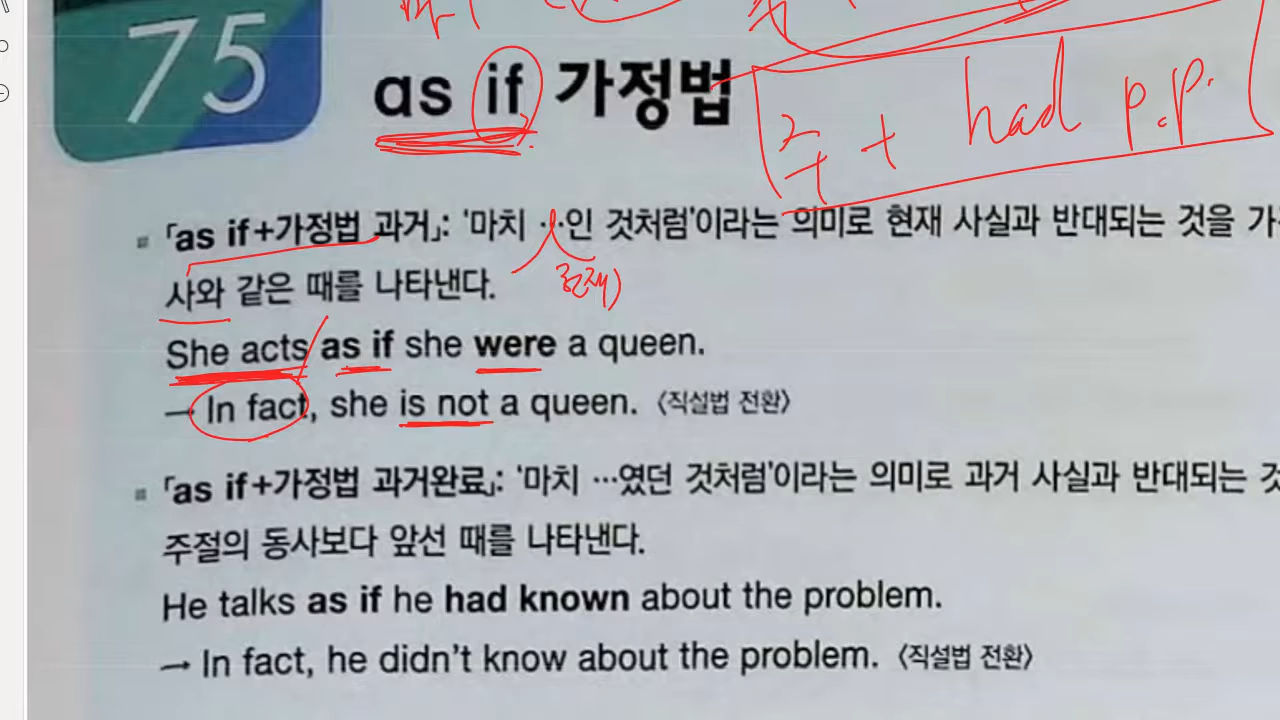 75
as if 가정법
주 + had p.p.
「as if+가정법 과거」: '마치 …인 것처럼'이라는 의미로 현재 사실과 반대되는 것을 가
현재)
사와 같은 때를 나타낸다.
She acts as if she were a queen.
→ In fact, she is not a queen. 〈직설법 전환〉
「as if+가정법 과거완료」: '마치 …였던 것처럼'이라는 의미로 과거 사실과 반대되는 것
주절의 동사보다 앞선 때를 나타낸다.
He talks as if he had known about the problem.
→ In fact, he didn't know about the problem. 〈직설법 전환〉